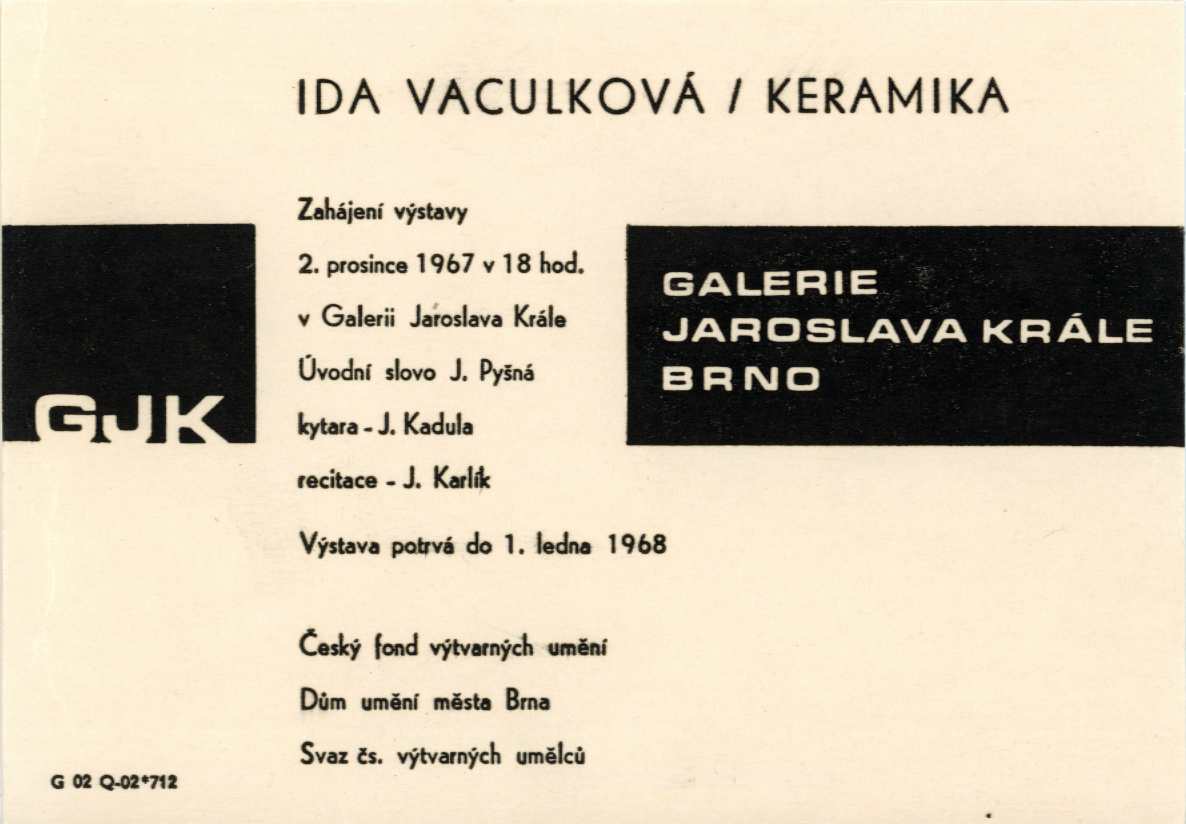 IDA VACULKOVÁ / KERAMIKA
Zahájení výstavy
2. prosince 1967 v 18 hod.
v Galerii Jaroslava Krále
Úvodní slovo J. Pyšná
kytara - J. Kadula
recitace - J. Karlík
Výstava potrvá do 1. ledna 1968
GJK
GALERIE
JAROSLAVA KRÁLE
BRNO
Český fond výtvarných umění
Dům umění města Brna
Svaz čs. výtvarných umělců
G 02 Q-02*712